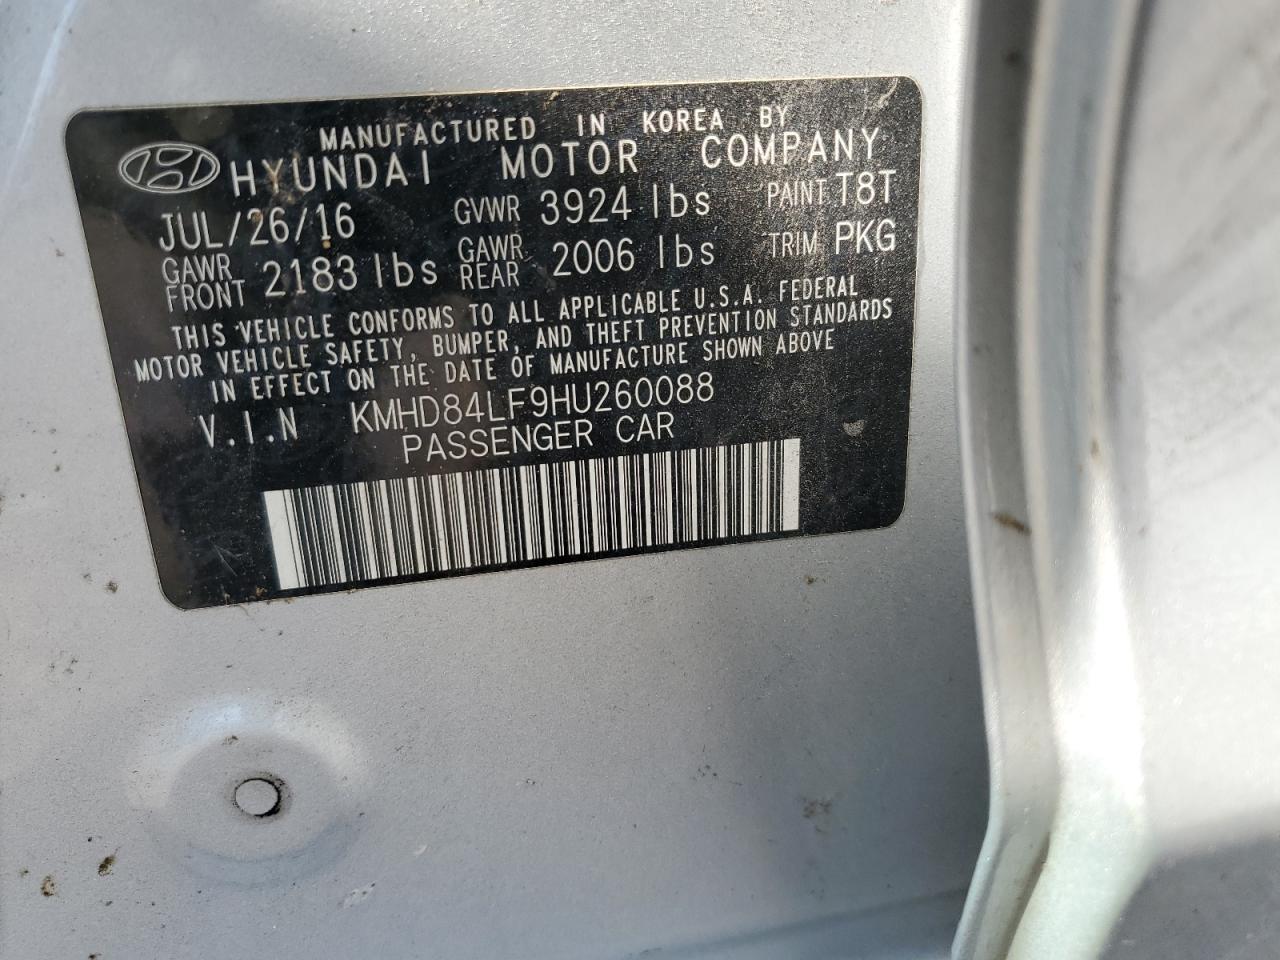 MANUFACTURED IN KOREA BY
HYUNDAI MOTOR COMPANY
JUL/26/16 GVWR 3924 lbs PAINT T8T
GAWR FRONT 2183 lbs GAWR REAR 2006 lbs TRIM PKG
THIS VEHICLE CONFORMS TO ALL APPLICABLE U.S.A. FEDERAL
MOTOR VEHICLE SAFETY, BUMPER, AND THEFT PREVENTION STANDARDS
IN EFFECT ON THE DATE OF MANUFACTURE SHOWN ABOVE
V.I.N KMHD84LF9HU260088
PASSENGER CAR